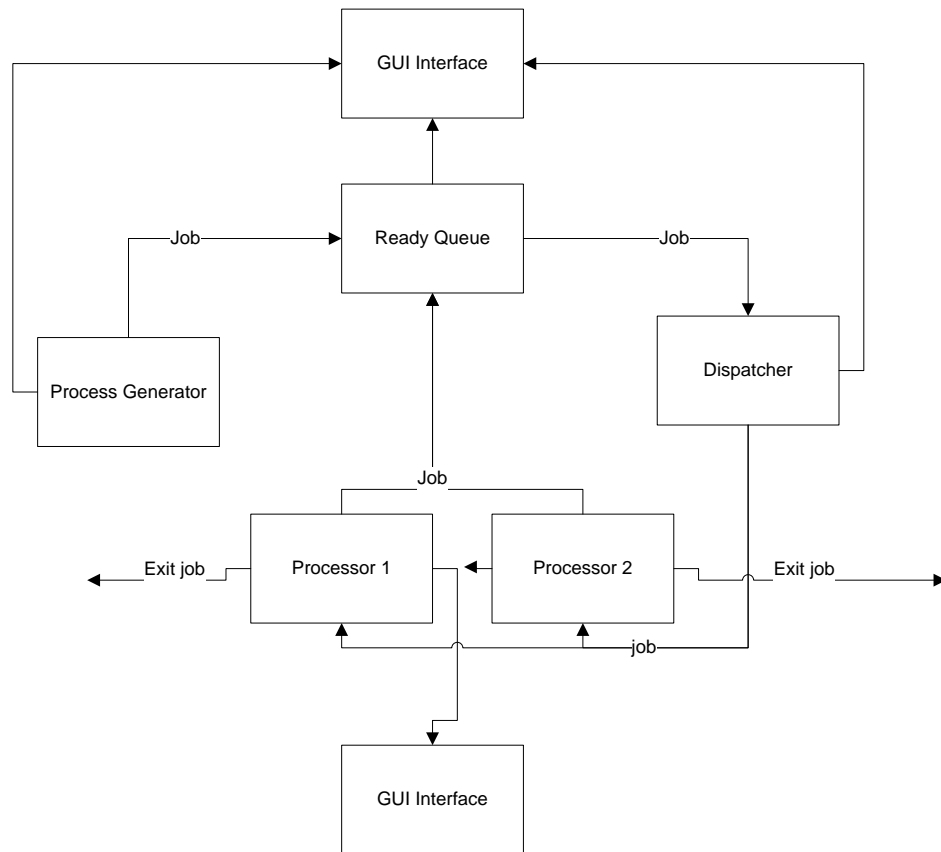 GUI Interface
Ready Queue
Job
Job
Dispatcher
Process Generator
Job
Processor 1
Processor 2
Exit job
Exit job
job
GUI Interface